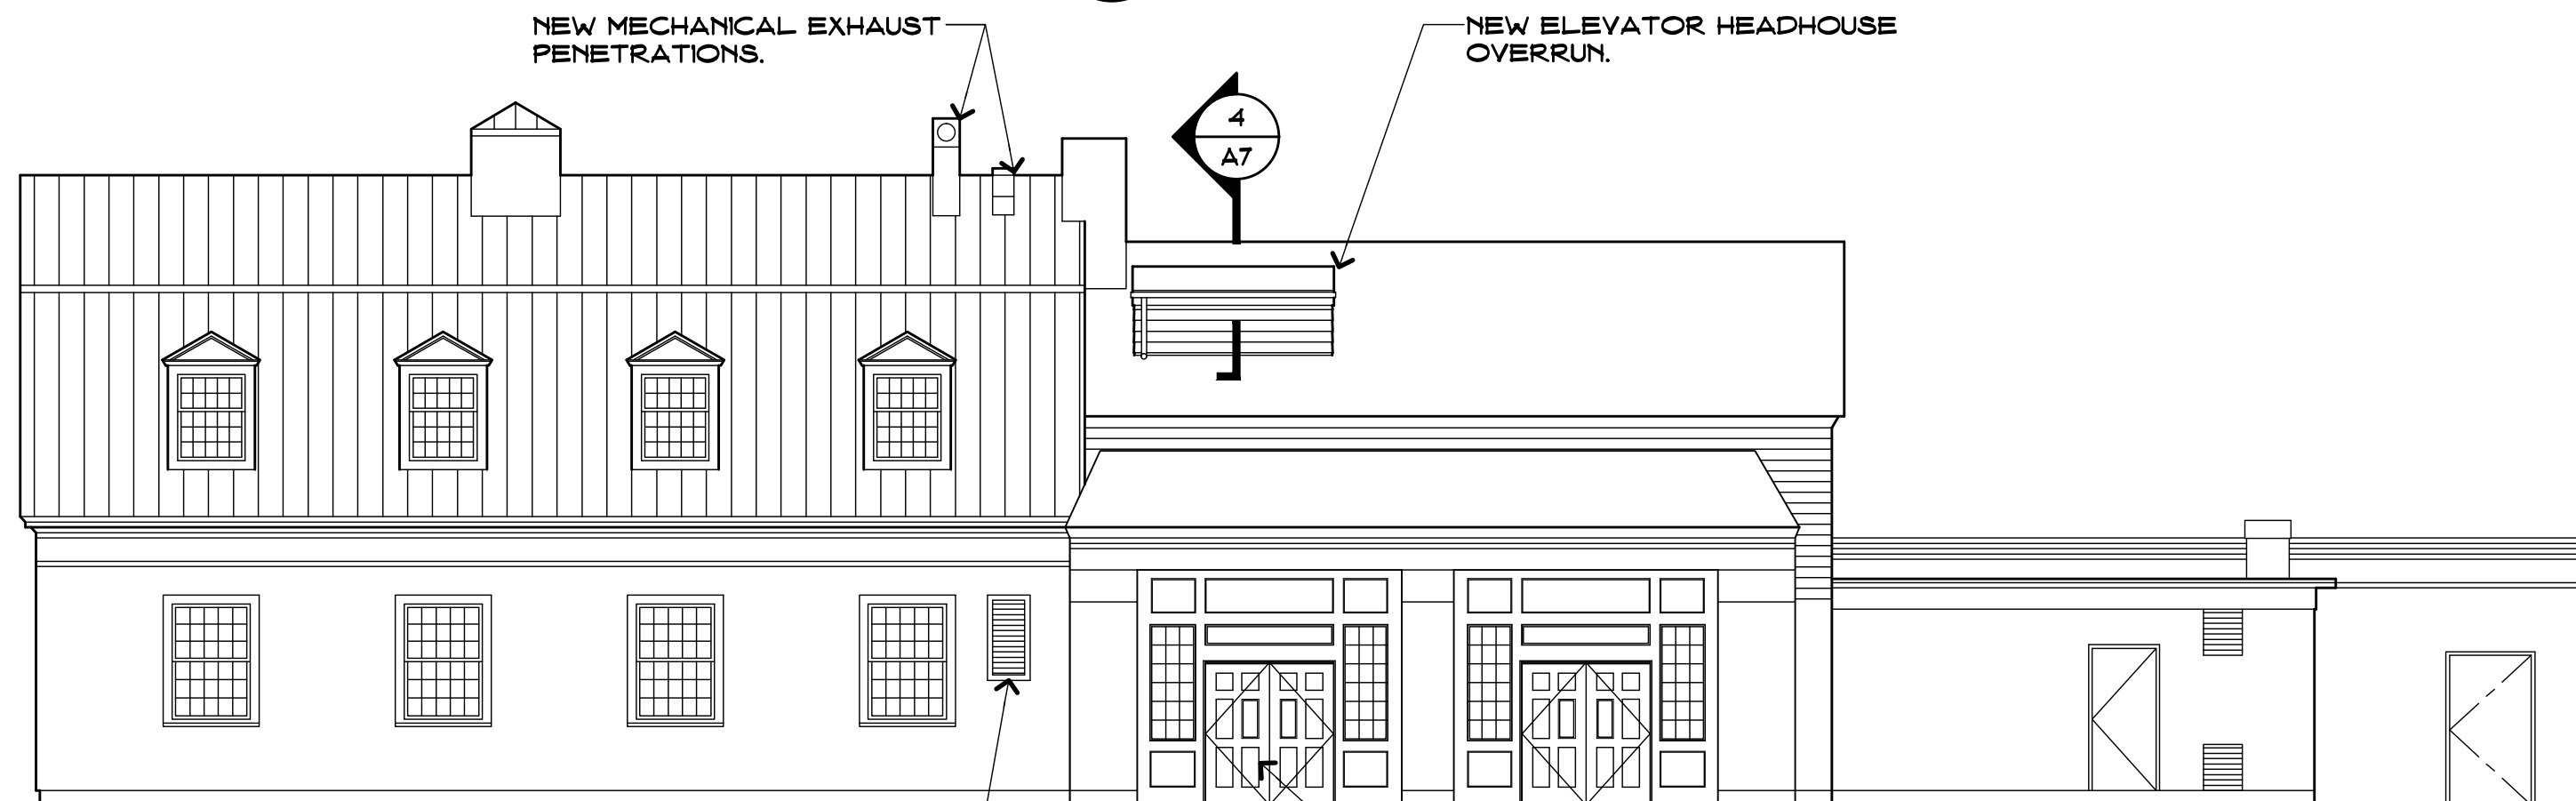 NEW MECHANICAL EXHAUST
PENETRATIONS.
NEW ELEVATOR HEADHOUSE
OVERRUN.
4
A7